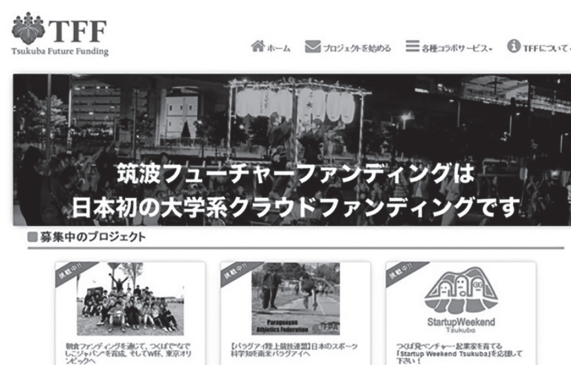 TFF
Tsukuba Future Funding
ホーム
プロジェクトを始める
各種コラボサービス
TFFについて
筑波フューチャーファンディングは
日本初の大学系クラウドファンディングです
募集中のプロジェクト
挑戦中!!
挑戦中!!
挑戦中!!
Paraguayan
Athletics Federation
StartupWeekend
Tsukuba
朝食ファンディングを通じて、つくばで"なで
しこジャパン"を育成、そしてW杯、東京オリ
ンピックへ
【パラグアイ陸上競技連盟】日本のスポーツ
科学知を南米パラグアイへ
つくば発ベンチャー・起業家を育てる
「Startup Weekend Tsukuba」を応援して
下さい！